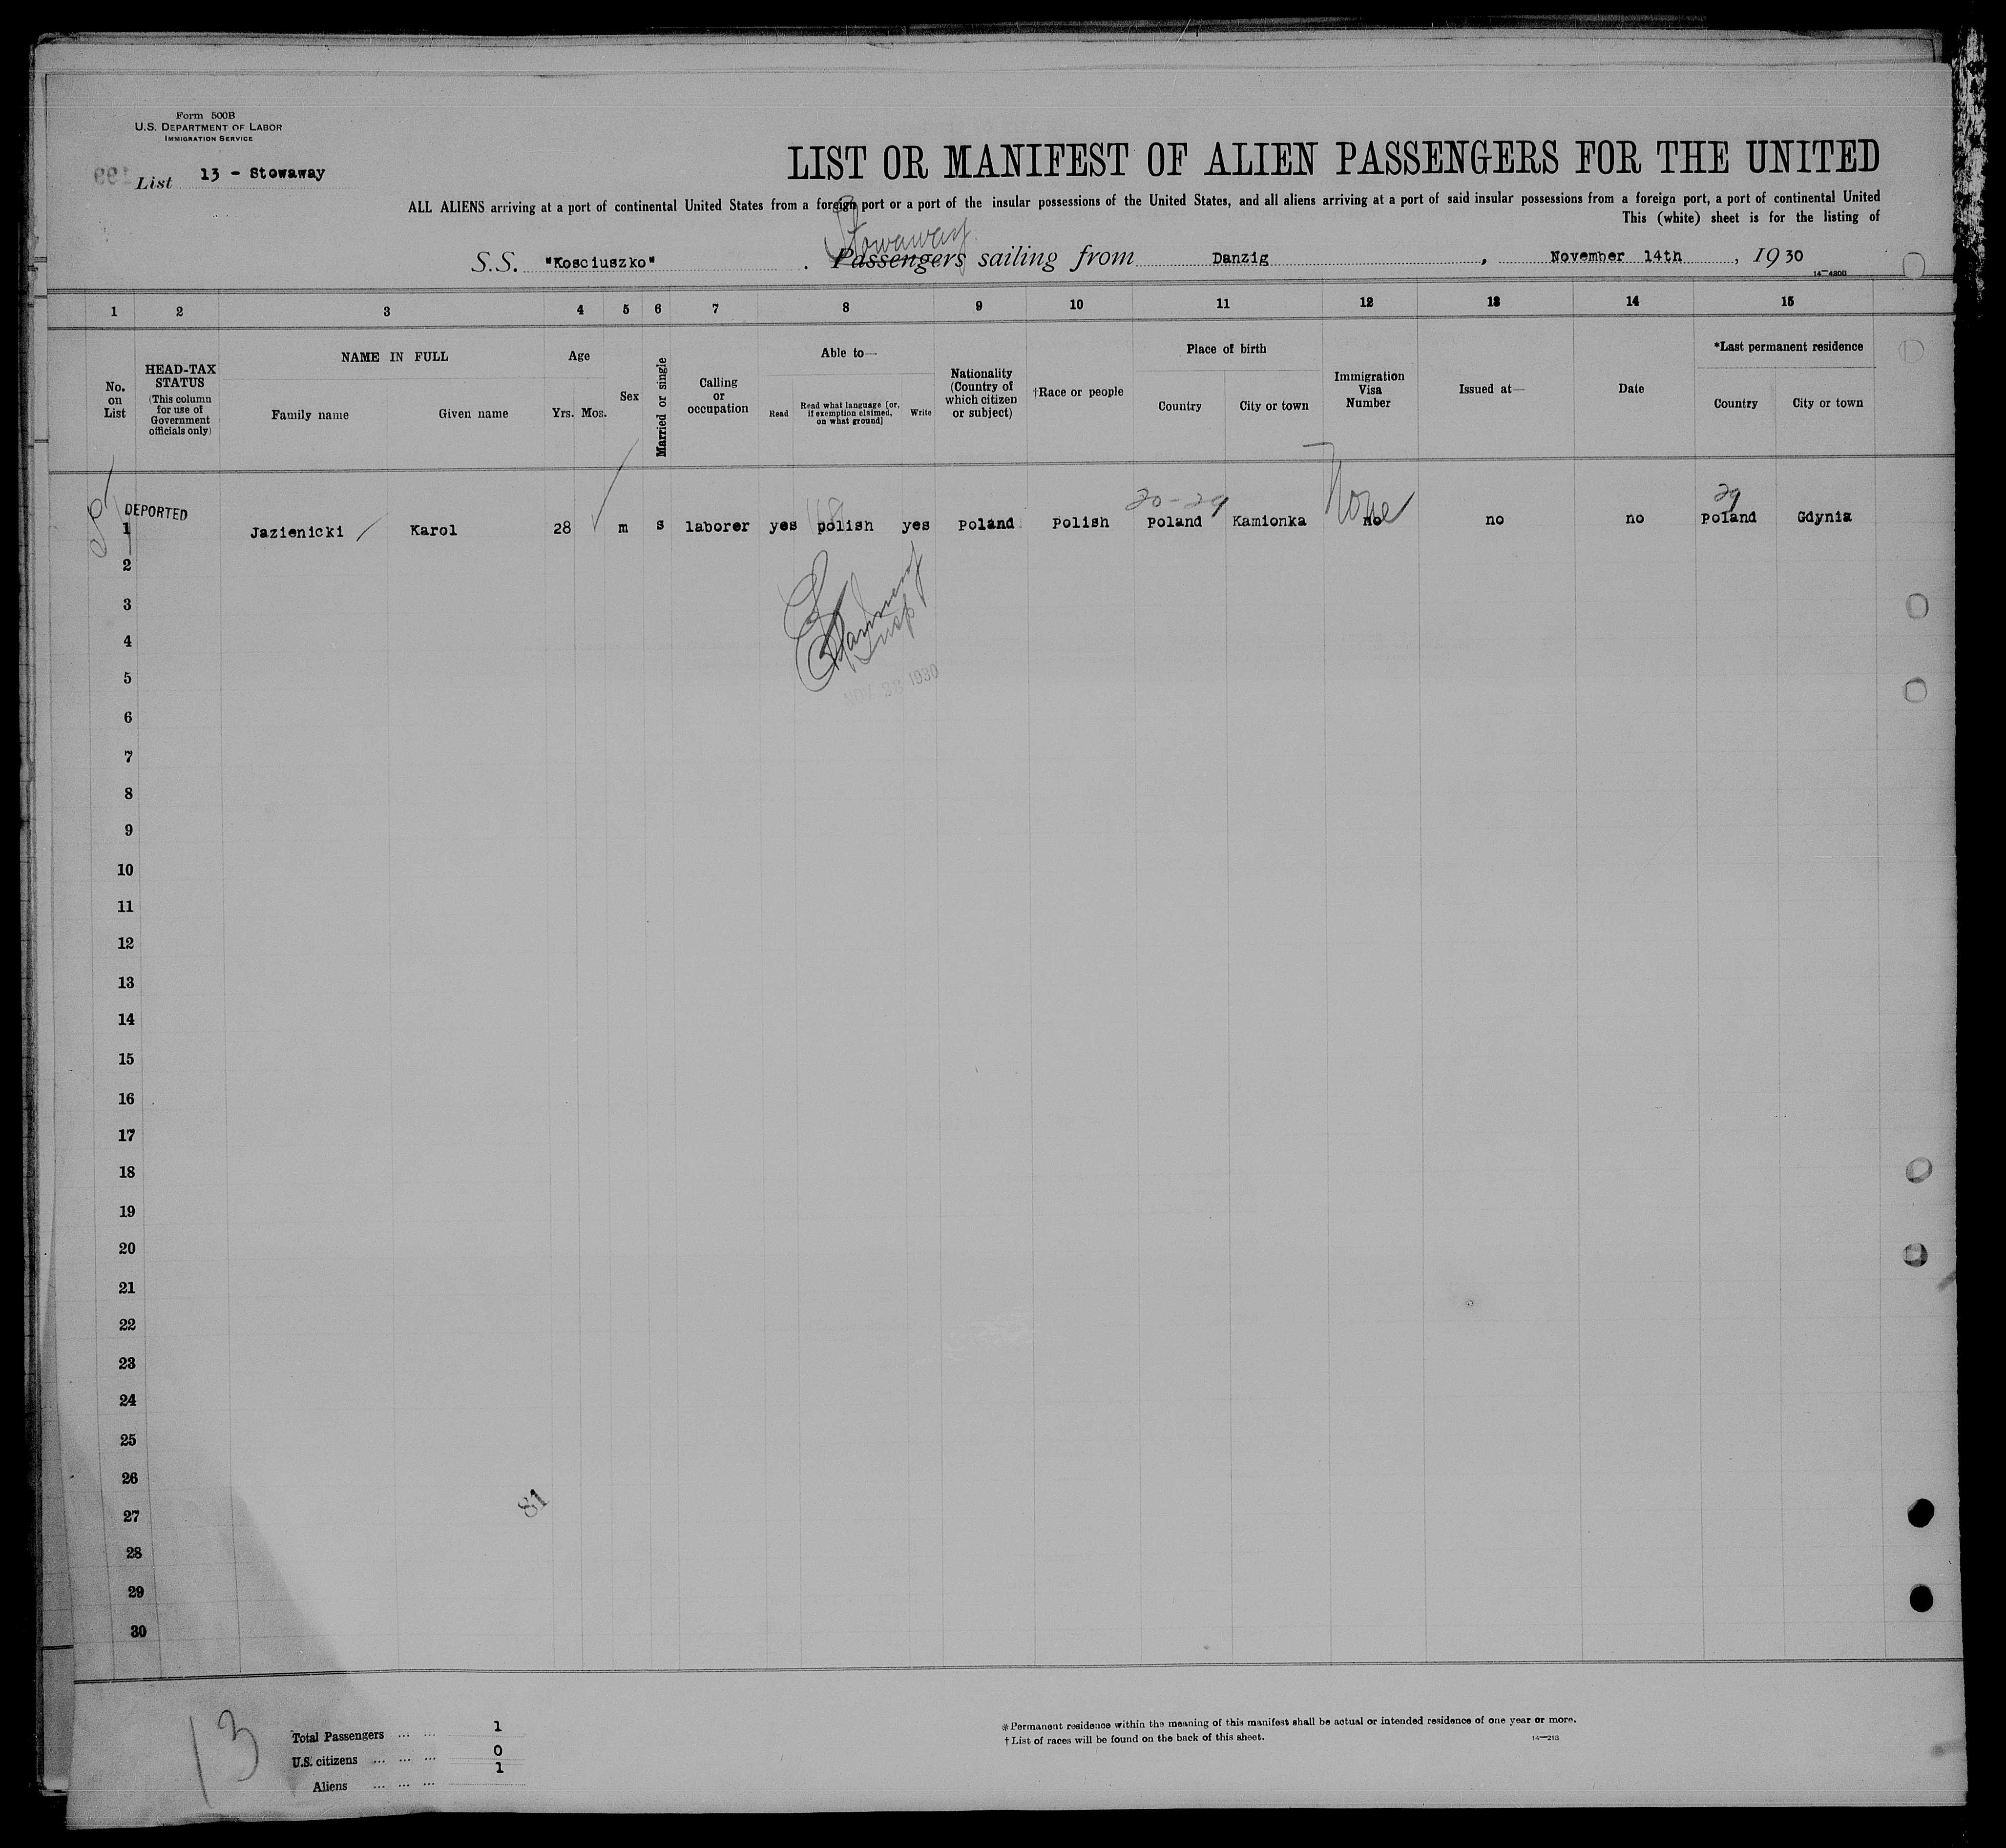 Form 500B
U.S. DEPARTMENT OF LABOR
IMMIGRATION SERVICE
List 13 - Stowaway
LIST OR MANIFEST OF ALIEN PASSENGERS FOR THE UNITED
ALL ALIENS arriving at a port of continental United States from a foreign port or a port of the insular possessions of the United States, and all aliens arriving at a port of said insular possessions from a foreign port, a port of continental United
This (white) sheet is for the listing of
Stowaway
S.S. "Kosciuszko" . Passengers sailing from Danzig , November 14th , 1930
14—4200
1 2 3 4 5 6 7 8 9 10 11 12 13 14 15
No. on List
HEAD-TAX STATUS
(This column for use of Government officials only)
NAME IN FULL
Family name Given name
Age
Yrs. Mos.
Sex
Married or single
Calling or occupation
Able to—
Read Read what language [or, if exemption claimed, on what ground] Write
Nationality (Country of which citizen or subject)
†Race or people
Place of birth
Country City or town
Immigration Visa Number
Issued at—
Date
*Last permanent residence
Country City or town
DEPORTED 20-29 None 29
1 Jazienicki Karol 28 m s laborer yes polish yes Poland Polish Poland Kamionka no no no Poland Gdynia
2
3
4
Insp
5
NOV 28 1930
6
7
8
9
10
11
12
13
14
15
16
17
18
19
20
21
22
23
24
25
26
81
27
28
29
30
13
Total Passengers ... ... 1
U.S. citizens ... ... ... 0
Aliens ... ... ... 1
*Permanent residence within the meaning of this manifest shall be actual or intended residence of one year or more.
†List of races will be found on the back of this sheet. 14—213